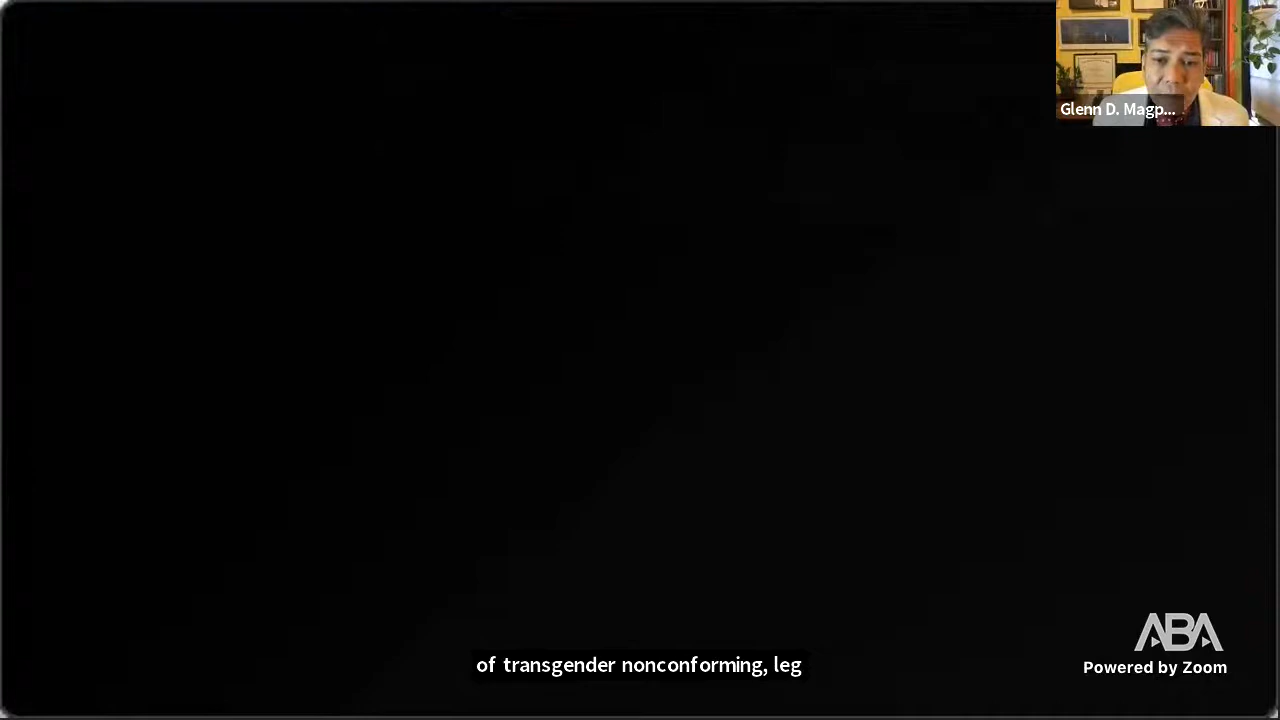 Glenn D. Magp...
ABA
Powered by Zoom
of transgender nonconforming, leg